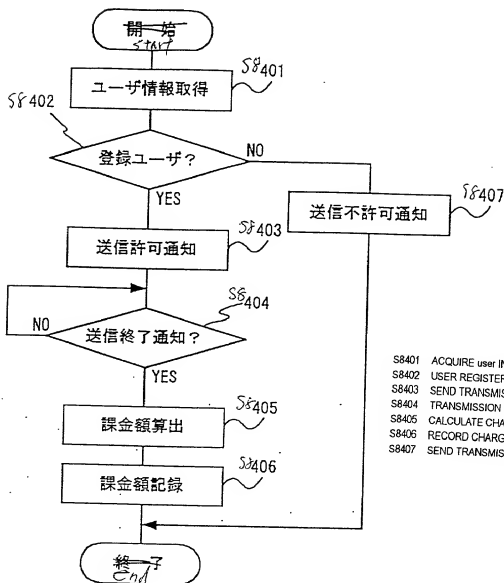 開始
start
S8401
ユーザ情報取得
S8402
登録ユーザ?
NO
YES
S8407
送信不許可通知
S8403
送信許可通知
S8404
送信終了通知?
NO
YES
S8405
課金額算出
S8406
課金額記録
終了
End
S8401 ACQUIRE user
S8402 USER REGISTER
S8403 SEND TRANSMIS
S8404 TRANSMISSION
S8405 CALCULATE CHA
S8406 RECORD CHARG
S8407 SEND TRANSMIS